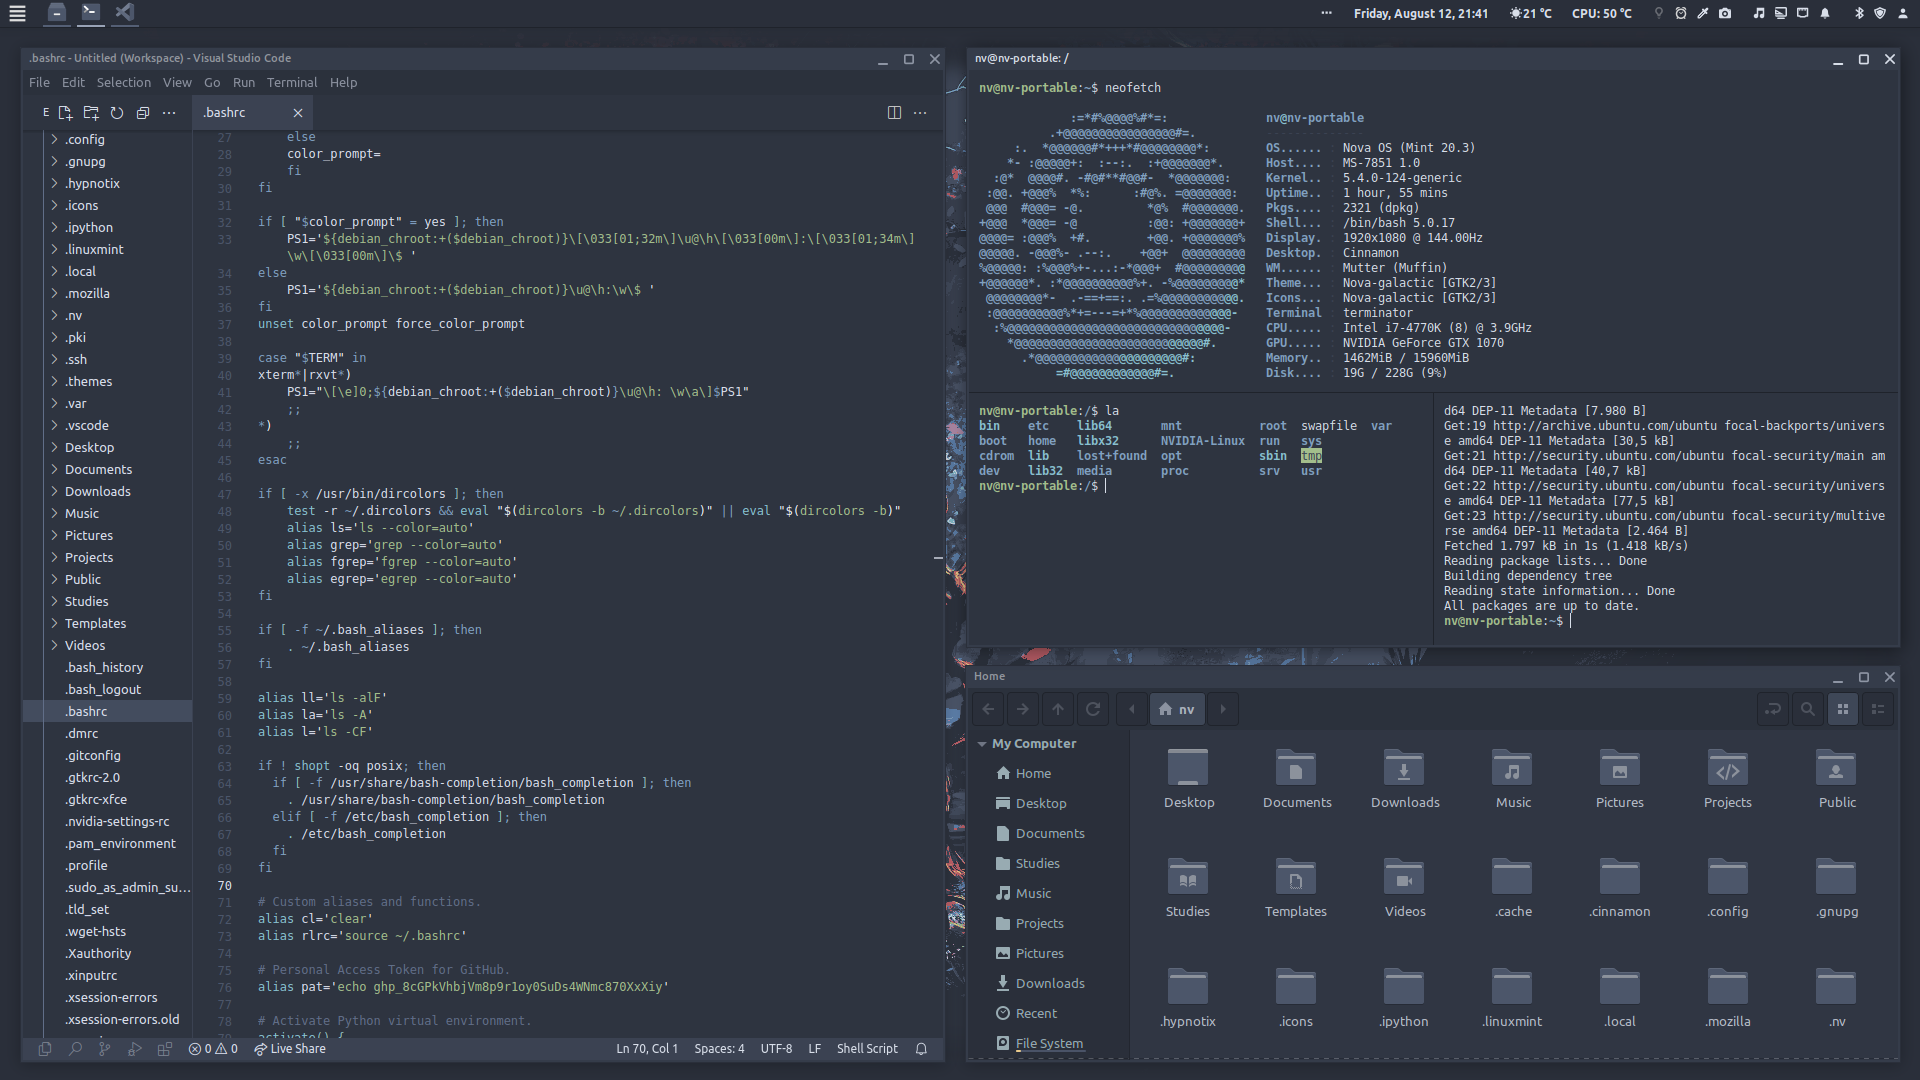 Friday, August 12, 21:41
21 °C
CPU: 50 °C
.bashrc - Untitled (Workspace) - Visual Studio Code
File Edit Selection View Go Run Terminal Help
E
.bashrc
.config
.gnupg
.hypnotix
.icons
.ipython
.linuxmint
.local
.mozilla
.nv
.pki
.ssh
.themes
.var
.vscode
Desktop
Documents
Downloads
Music
Pictures
Projects
Public
Studies
Templates
Videos
.bash_history
.bash_logout
.bashrc
.dmrc
.gitconfig
.gtkrc-2.0
.gtkrc-xfce
.nvidia-settings-rc
.pam_environment
.profile
.sudo_as_admin_su...
.tld_set
.wget-hsts
.Xauthority
.xinputrc
.xsession-errors
.xsession-errors.old
27 else
28 color_prompt=
29 fi
30 fi
31
32 if [ "$color_prompt" = yes ]; then
33 PS1='${debian_chroot:+($debian_chroot)}\[\033[01;32m\]\u@\h\[\033[00m\]:\[\033[01;34m\]
\w\[\033[00m\]\$ '
34 else
35 PS1='${debian_chroot:+($debian_chroot)}\u@\h:\w\$ '
36 fi
37 unset color_prompt force_color_prompt
38
39 case "$TERM" in
40 xterm*|rxvt*)
41 PS1="\[\e]0;${debian_chroot:+($debian_chroot)}\u@\h: \w\a\]$PS1"
42 ;;
43 *)
44 ;;
45 esac
46
47 if [ -x /usr/bin/dircolors ]; then
48 test -r ~/.dircolors && eval "$(dircolors -b ~/.dircolors)" || eval "$(dircolors -b)"
49 alias ls='ls --color=auto'
50 alias grep='grep --color=auto'
51 alias fgrep='fgrep --color=auto'
52 alias egrep='egrep --color=auto'
53 fi
54
55 if [ -f ~/.bash_aliases ]; then
56 . ~/.bash_aliases
57 fi
58
59 alias ll='ls -alF'
60 alias la='ls -A'
61 alias l='ls -CF'
62
63 if ! shopt -oq posix; then
64 if [ -f /usr/share/bash-completion/bash_completion ]; then
65 . /usr/share/bash-completion/bash_completion
66 elif [ -f /etc/bash_completion ]; then
67 . /etc/bash_completion
68 fi
69 fi
70
71 # Custom aliases and functions.
72 alias cl='clear'
73 alias rlrc='source ~/.bashrc'
74
75 # Personal Access Token for GitHub.
76 alias pat='echo 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'
77
78 # Activate Python virtual environment.
activate() {
0 0 Live Share
Ln 70, Col 1 Spaces: 4 UTF-8 LF Shell Script
nv@nv-portable: /
nv@nv-portable:~$ neofetch
nv@nv-portable
--------------
OS...... : Nova OS (Mint 20.3)
Host.... : MS-7851 1.0
Kernel.. : 5.4.0-124-generic
Uptime.. : 1 hour, 55 mins
Pkgs.... : 2321 (dpkg)
Shell... : /bin/bash 5.0.17
Display. : 1920x1080 @ 144.00Hz
Desktop. : Cinnamon
WM...... : Mutter (Muffin)
Theme... : Nova-galactic [GTK2/3]
Icons... : Nova-galactic [GTK2/3]
Terminal : terminator
CPU..... : Intel i7-4770K (8) @ 3.9GHz
GPU..... : NVIDIA GeForce GTX 1070
Memory.. : 1462MiB / 15960MiB
Disk.... : 19G / 228G (9%)
nv@nv-portable:/$ la
bin etc lib64 mnt root swapfile var
boot home libx32 NVIDIA-Linux run sys
cdrom lib lost+found opt sbin tmp
dev lib32 media proc srv usr
nv@nv-portable:/$
d64 DEP-11 Metadata [7.980 B]
Get:19 http://archive.ubuntu.com/ubuntu focal-backports/univers
e amd64 DEP-11 Metadata [30,5 kB]
Get:21 http://security.ubuntu.com/ubuntu focal-security/main am
d64 DEP-11 Metadata [40,7 kB]
Get:22 http://security.ubuntu.com/ubuntu focal-security/univers
e amd64 DEP-11 Metadata [77,5 kB]
Get:23 http://security.ubuntu.com/ubuntu focal-security/multive
rse amd64 DEP-11 Metadata [2.464 B]
Fetched 1.797 kB in 1s (1.418 kB/s)
Reading package lists... Done
Building dependency tree
Reading state information... Done
All packages are up to date.
nv@nv-portable:~$
Home
nv
My Computer
Home
Desktop
Documents
Studies
Music
Projects
Pictures
Downloads
Recent
File System
Desktop Documents Downloads Music Pictures Projects Public
Studies Templates Videos .cache .cinnamon .config .gnupg
.hypnotix .icons .ipython .linuxmint .local .mozilla .nv